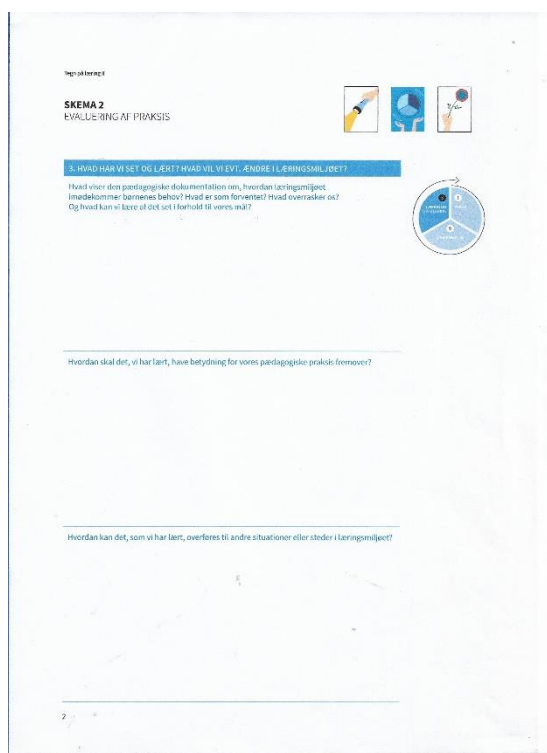 Tegn på læring II
SKEMA 2
EVALUERING AF PRAKSIS
3. HVAD HAR VI SET OG LÆRT? HVAD VIL VI EVT. ÆNDRE I LÆRINGSMILJØET?
Hvad viser den pædagogiske dokumentation om, hvordan læringsmiljøet
imødekommer børnenes behov? Hvad er som forventet? Hvad overrasker os?
Og hvad kan vi lære af det set i forhold til vores mål?
Hvordan skal det, vi har lært, have betydning for vores pædagogiske praksis fremover?
Hvordan kan det, som vi har lært, overføres til andre situationer eller steder i læringsmiljøet?
2